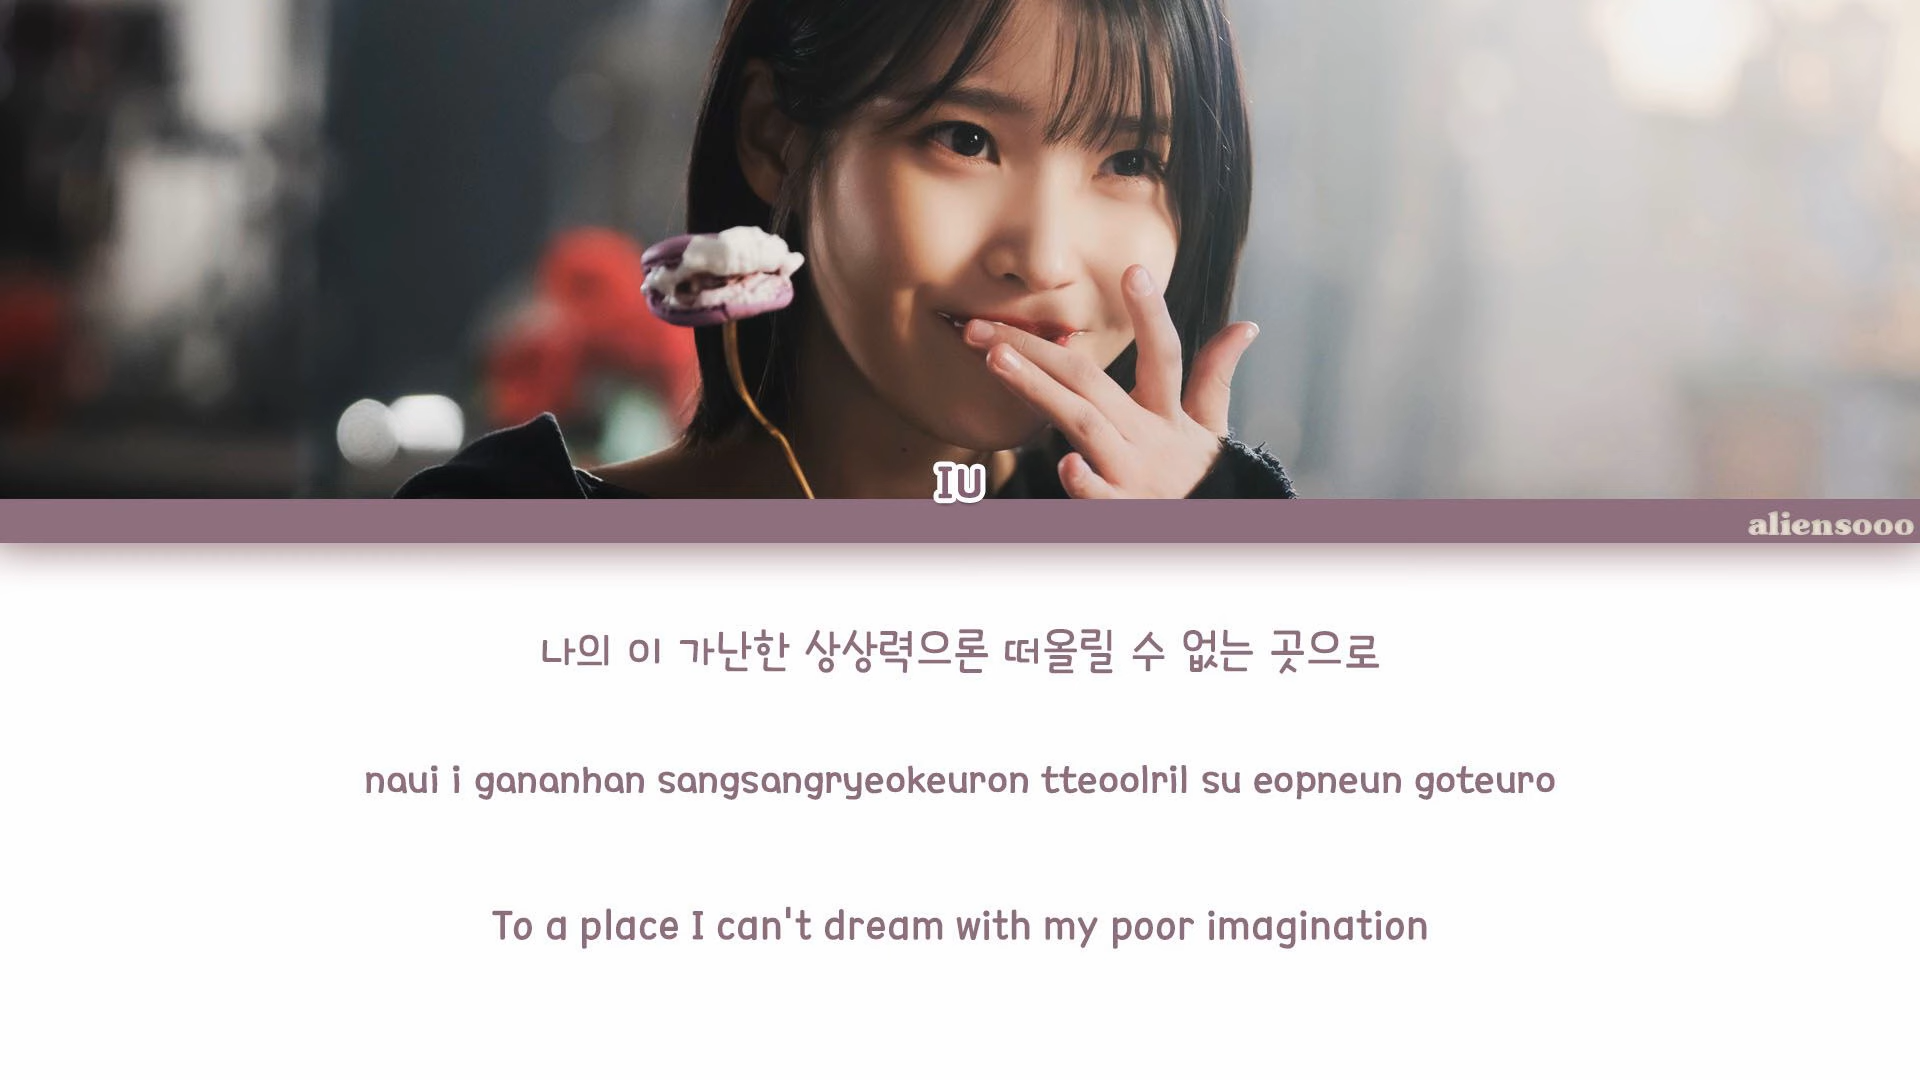 IU
aliensooo
나의 이 가난한 상상력으론 떠올릴 수 없는 곳으로
naui i gananhan sangsangryeokeuron tteoolril su eopneun goteuro
To a place I can't dream with my poor imagination